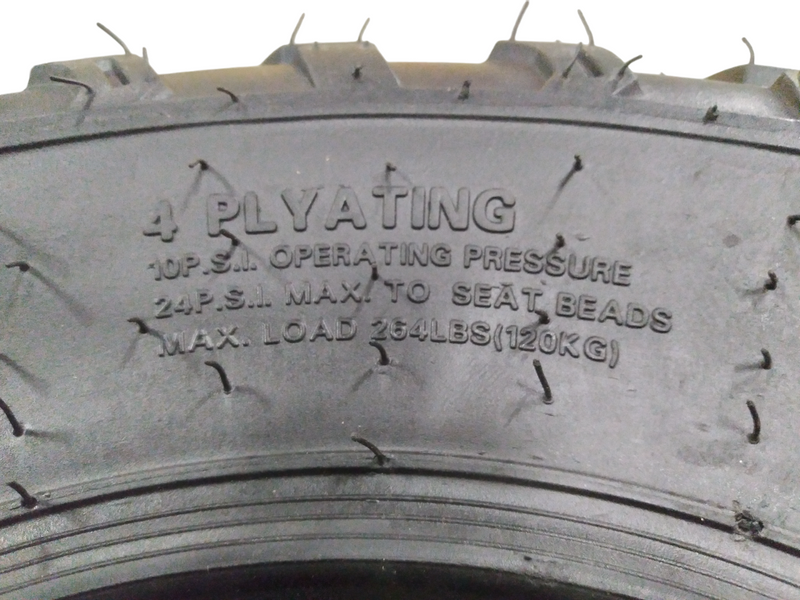 4 PLYATING
10P.S.I. OPERATING PRESSURE
24P.S.I. MAX. TO SEAT BEADS
MAX. LOAD 264LBS(120KG)